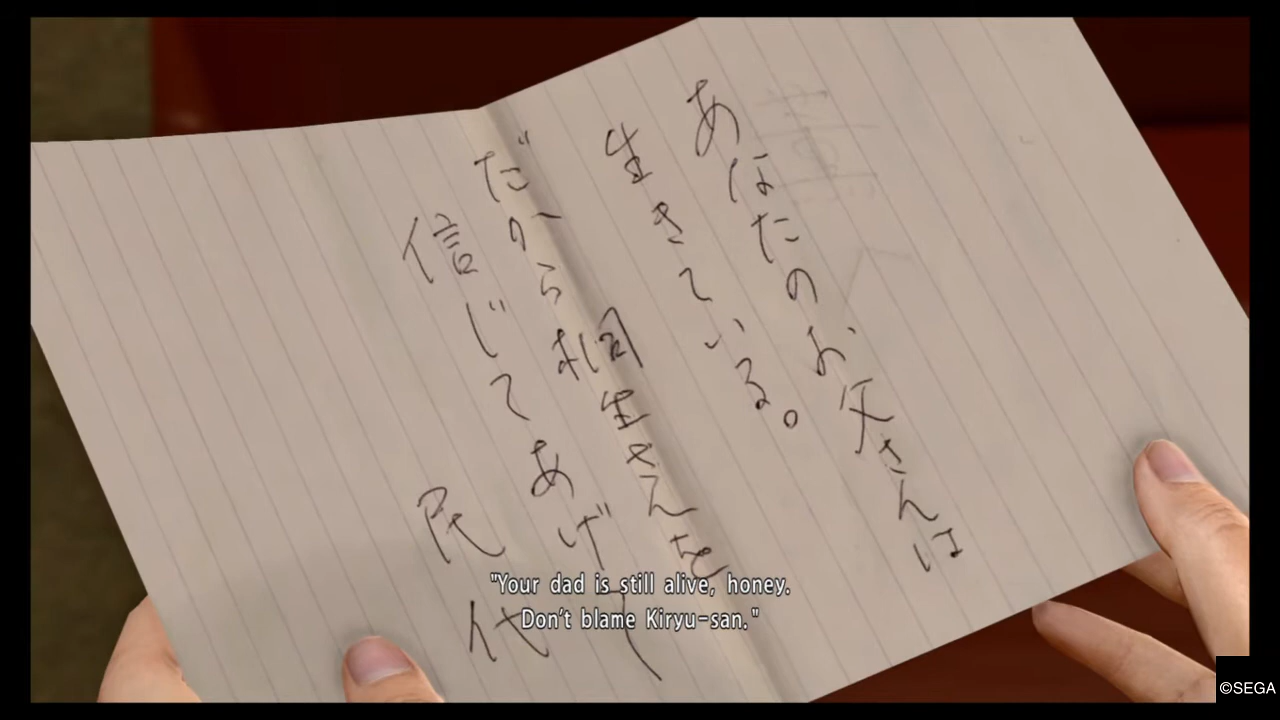 あなたのお父さんは
生きている。
だから桐生さんを
信じてあげて
民代
"Your dad is still alive, honey.
Don't blame Kiryu-san."
©SEGA